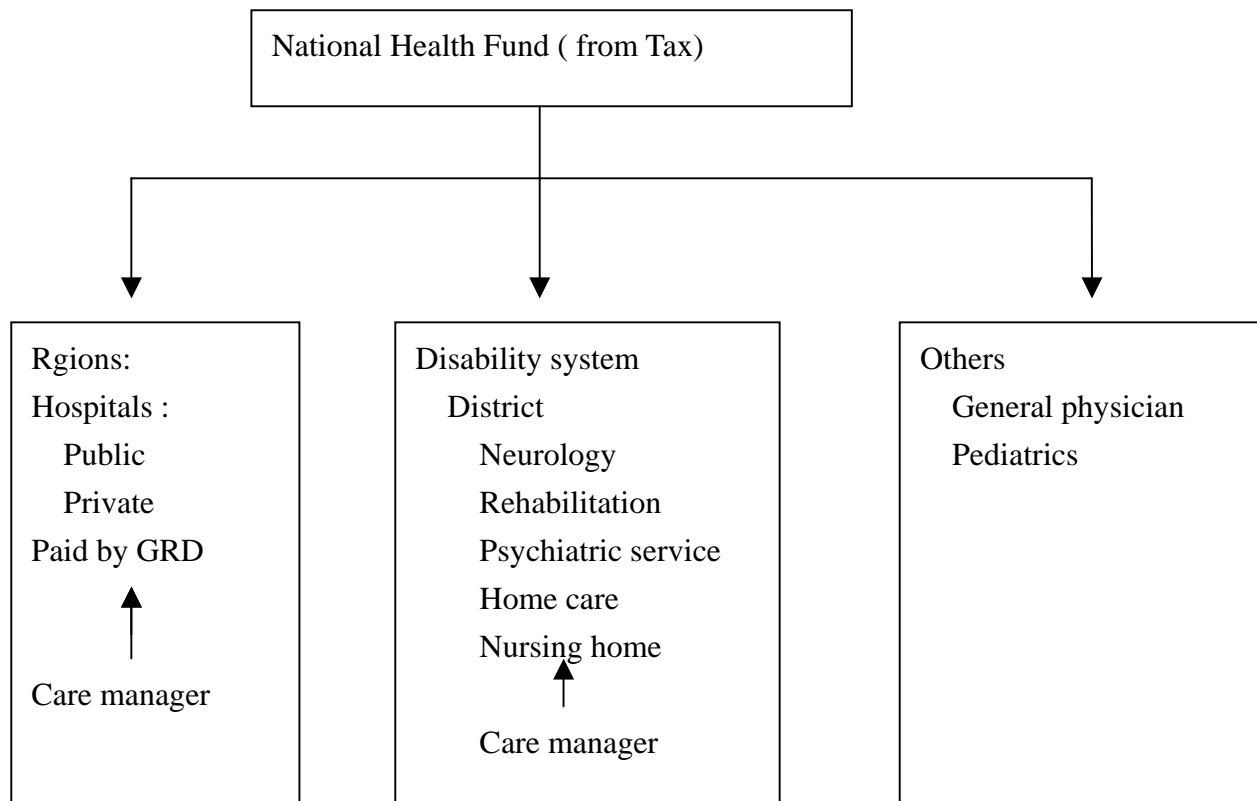 National Health Fund ( from Tax)
Rgions:
Hospitals :
Public
Private
Paid by GRD
Care manager
Disability system
District
Neurology
Rehabilitation
Psychiatric service
Home care
Nursing home
Care manager
Others
General physician
Pediatrics